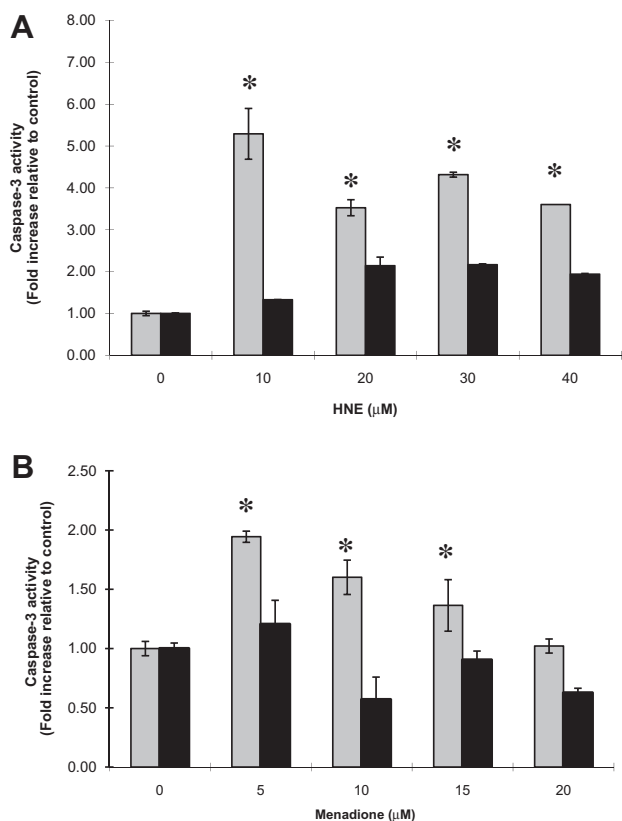 A
Caspase-3 activity
(Fold increase relative to control)
8.00
7.00
6.00
5.00
4.00
3.00
2.00
1.00
0.00
*
*
*
*
0 10 20 30 40
HNE (μM)
B
Caspase-3 activity
(Fold increase relative to control)
2.50
2.00
1.50
1.00
0.50
0.00
*
*
*
0 5 10 15 20
Menadione (μM)